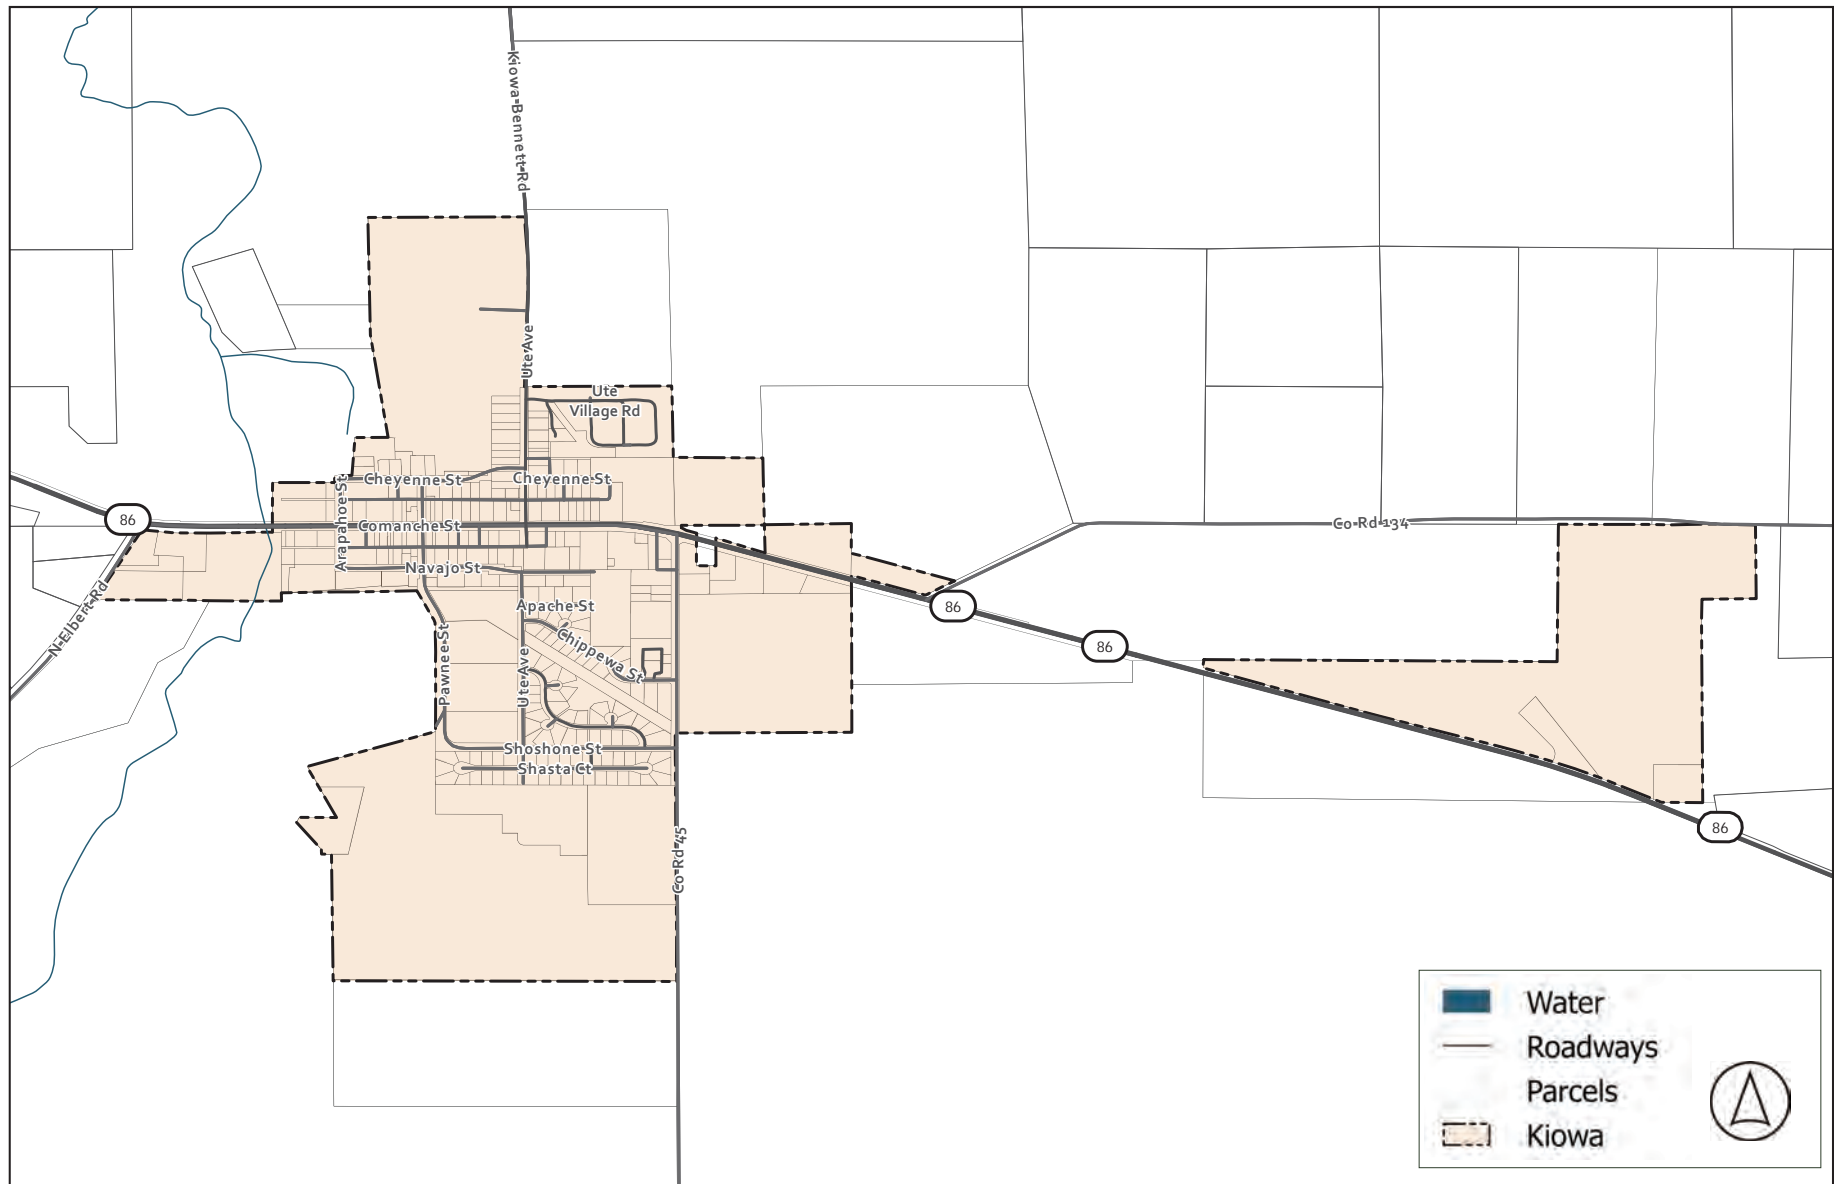 Kiowa-Bennett Rd
Ute Ave
Ute
Village Rd
Cheyenne St
Cheyenne St
Arapahoe St
86
Comanche St
Co Rd 134
Navajo St
N Elbert Rd
Apache St
86
Chippewa St
86
Pawnee St
Ute Ave
Shoshone St
Shasta Ct
86
Co Rd 45
Water
Roadways
Parcels
Kiowa